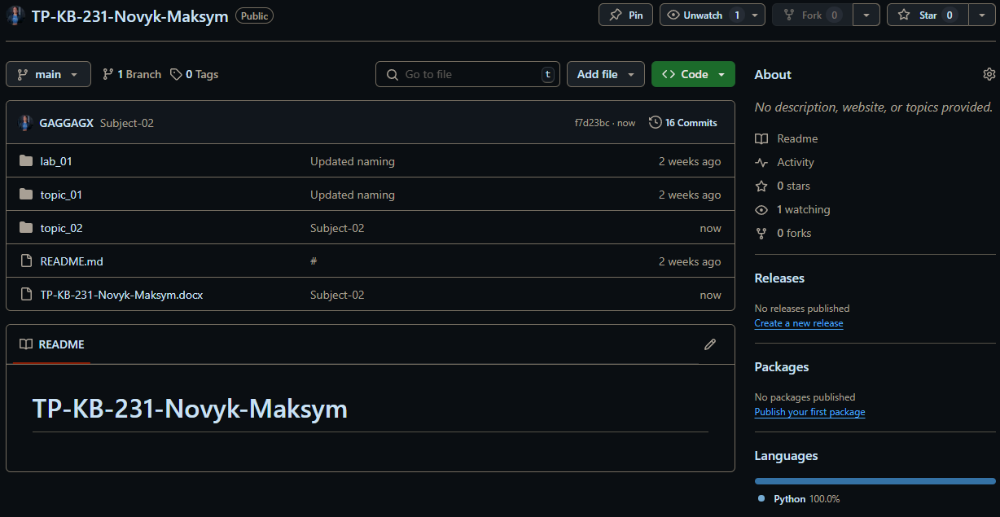 TP-KB-231-Novyk-Maksym Public
Pin
Unwatch 1
Fork 0
Star 0
main
1 Branch
0 Tags
Go to file t
Add file
Code
GAGGAGX Subject-02 f7d23bc · now 16 Commits
lab_01 Updated naming 2 weeks ago
topic_01 Updated naming 2 weeks ago
topic_02 Subject-02 now
README.md # 2 weeks ago
TP-KB-231-Novyk-Maksym.docx Subject-02 now
README
TP-KB-231-Novyk-Maksym
About
No description, website, or topics provided.
Readme
Activity
0 stars
1 watching
0 forks
Releases
No releases published
Create a new release
Packages
No packages published
Publish your first package
Languages
Python 100.0%